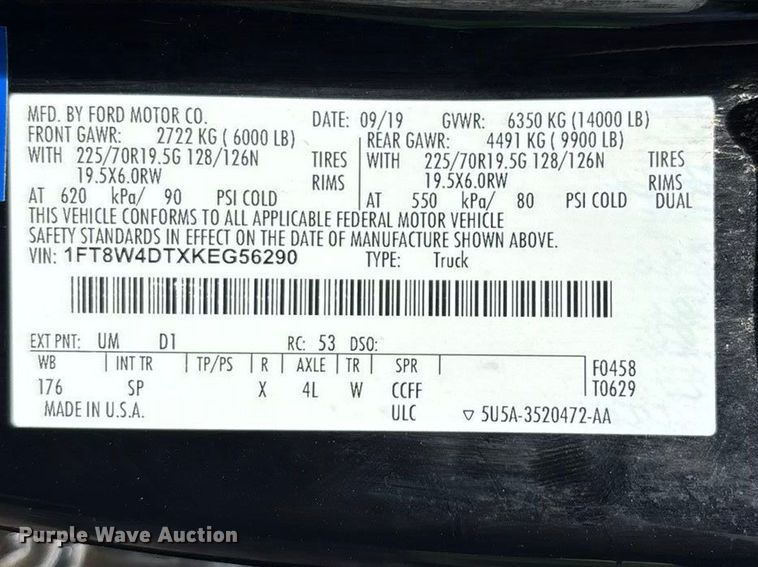 MFD. BY FORD MOTOR CO. DATE: 09/19 GVWR: 6350 KG (14000 LB)
FRONT GAWR: 2722 KG ( 6000 LB) REAR GAWR: 4491 KG ( 9900 LB)
WITH 225/70R19.5G 128/126N TIRES WITH 225/70R19.5G 128/126N TIRES
19.5X6.0RW RIMS 19.5X6.0RW RIMS
AT 620 kPa/ 90 PSI COLD AT 550 kPa/ 80 PSI COLD DUAL
THIS VEHICLE CONFORMS TO ALL APPLICABLE FEDERAL MOTOR VEHICLE
SAFETY STANDARDS IN EFFECT ON THE DATE OF MANUFACTURE SHOWN ABOVE.
VIN: 1FT8W4DTXKEG56290 TYPE: Truck
EXT PNT: UM D1 RC: 53 DSO:
WB INT TR TP/PS R AXLE TR SPR F0458
176 SP X 4L W CCFF T0629
MADE IN U.S.A. ULC ▽ 5U5A-3520472-AA
Purple Wave Auction